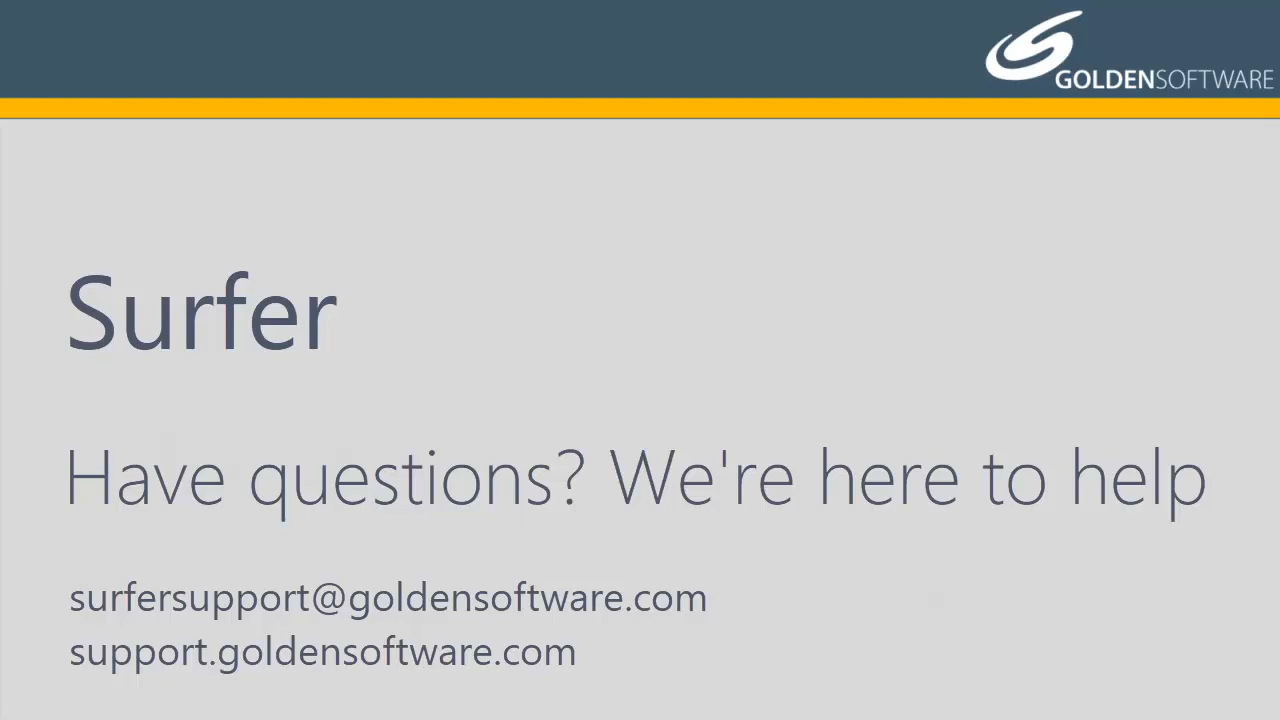 GOLDENSOFTWARE
Surfer
Have questions? We're here to help
surfersupport@goldensoftware.com
support.goldensoftware.com